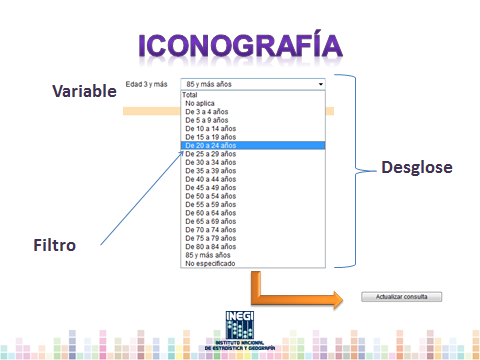 ICONOGRAFÍA
Variable
Edad 3 y más
85 y más años
Total
No aplica
De 3 a 4 años
De 5 a 9 años
De 10 a 14 años
De 15 a 19 años
De 20 a 24 años
De 25 a 29 años
De 30 a 34 años
De 35 a 39 años
De 40 a 44 años
De 45 a 49 años
De 50 a 54 años
De 55 a 59 años
De 60 a 64 años
De 65 a 69 años
De 70 a 74 años
De 75 a 79 años
De 80 a 84 años
85 y más años
No especificado
Desglose
Filtro
Actualizar consulta
INEGI
INSTITUTO NACIONAL
DE ESTADÍSTICA Y GEOGRAFÍA